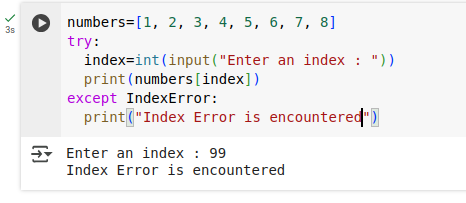 3s
numbers=[1, 2, 3, 4, 5, 6, 7, 8]
try:
  index=int(input("Enter an index : "))
  print(numbers[index])
except IndexError:
  print("Index Error is encountered")
Enter an index : 99
Index Error is encountered